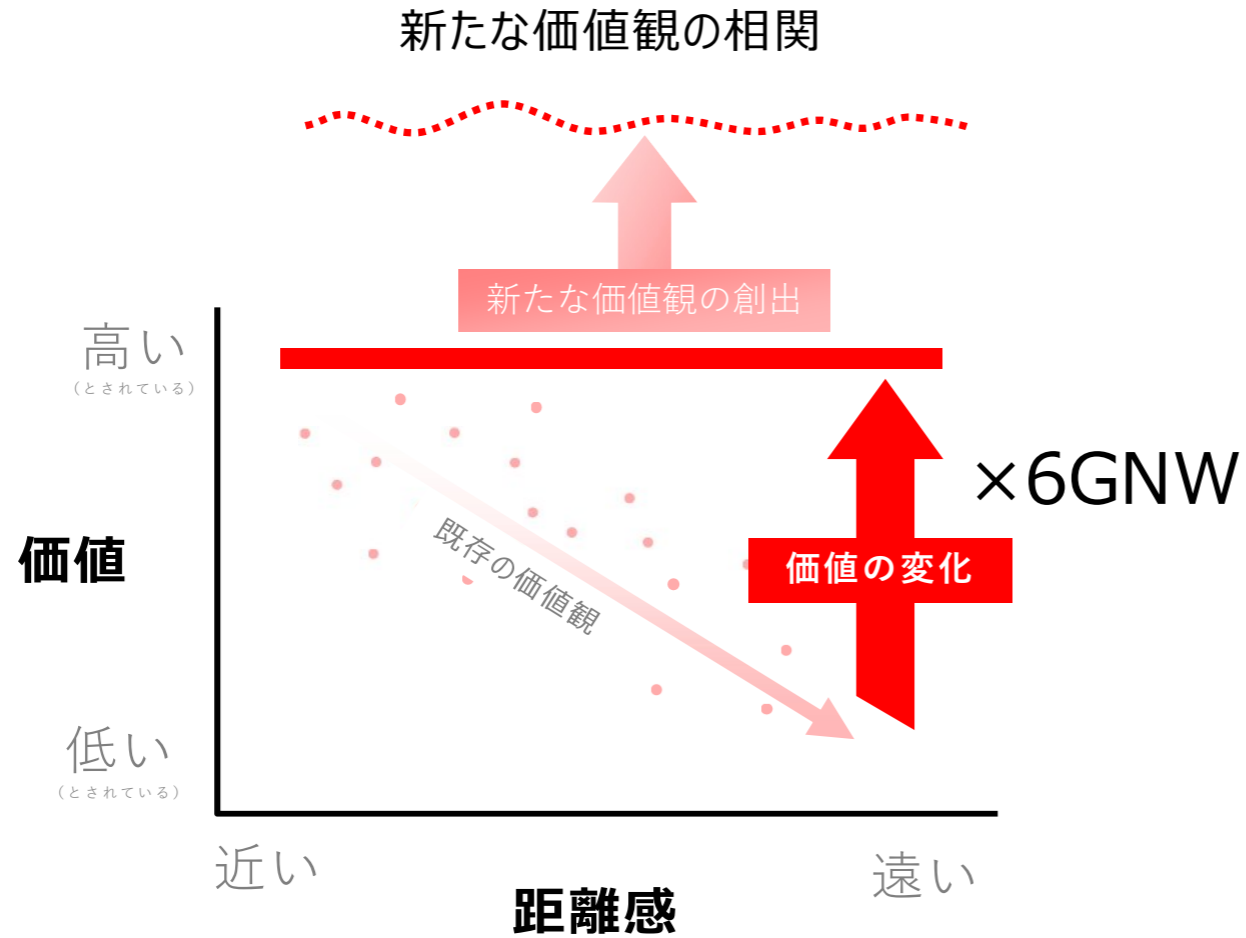 新たな価値観の相関
新たな価値観の創出
高い
(とされている)
×6GNW
既存の価値観
価値
価値の変化
低い
(とされている)
近い
遠い
距離感